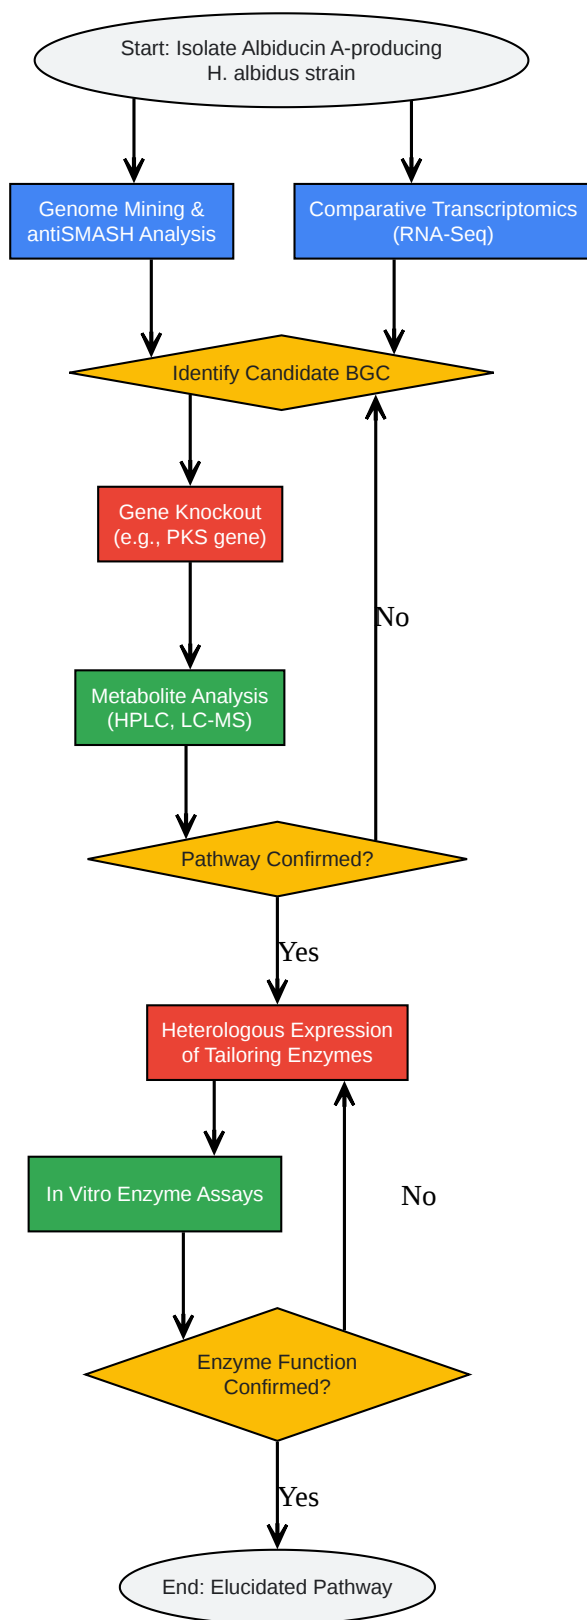 Start: Isolate Albiducin A-producing
H. albidus strain
Genome Mining &
antiSMASH Analysis
Comparative Transcriptomics
(RNA-Seq)
Identify Candidate BGC
Gene Knockout
(e.g., PKS gene)
No
Metabolite Analysis
(HPLC, LC-MS)
Pathway Confirmed?
Yes
Heterologous Expression
of Tailoring Enzymes
In Vitro Enzyme Assays
No
Enzyme Function
Confirmed?
Yes
End: Elucidated Pathway